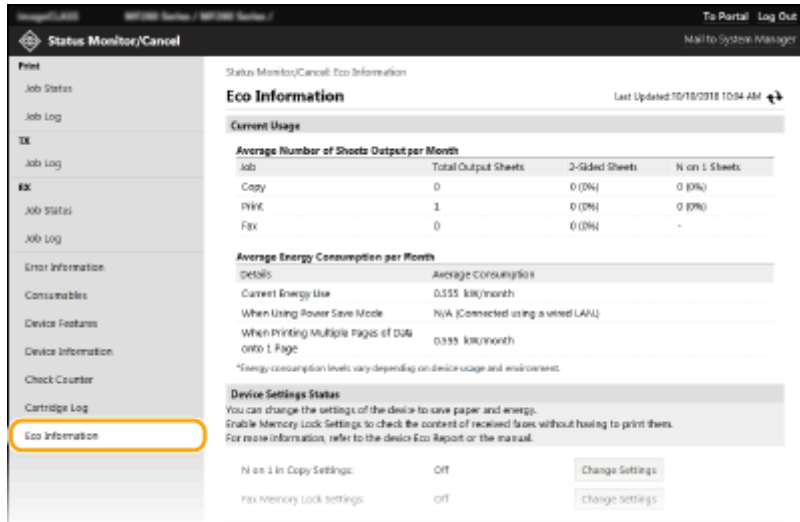 To Portal Log Out
Status Monitor/Cancel
Mail to System Manager
Print
Job Status
Job Log
TX
Job Log
RX
Job Status
Job Log
Error Information
Consumables
Device Features
Device Information
Check Counter
Cartridge Log
Eco Information
Status Monitor/Cancel: Eco Information
Eco Information
Last Updated:10/18/2018 10:04 AM
Current Usage
Average Number of Sheets Output per Month
Job Total Output Sheets 2-Sided Sheets N on 1 Sheets
Copy 0 0 (0%) 0 (0%)
Print 1 0 (0%) 0 (0%)
Fax 0 0 (0%) -
Average Energy Consumption per Month
Details Average Consumption
Current Energy Use 0.555 kW/month
When Using Power Save Mode N/A (Connected using a wired LAN.)
When Printing Multiple Pages of Data
onto 1 Page
kW/month
*Energy consumption levels vary depending on device usage and environment.
Device Settings Status
You can change the settings of the device to save paper and energy.
Enable Memory Lock Settings to check the content of received faxes without having to print them.
For more information, refer to the device Eco Report or the manual.
N on 1 in Copy Settings: Off Change Settings
Fax Memory Lock Settings: Off Change Settings